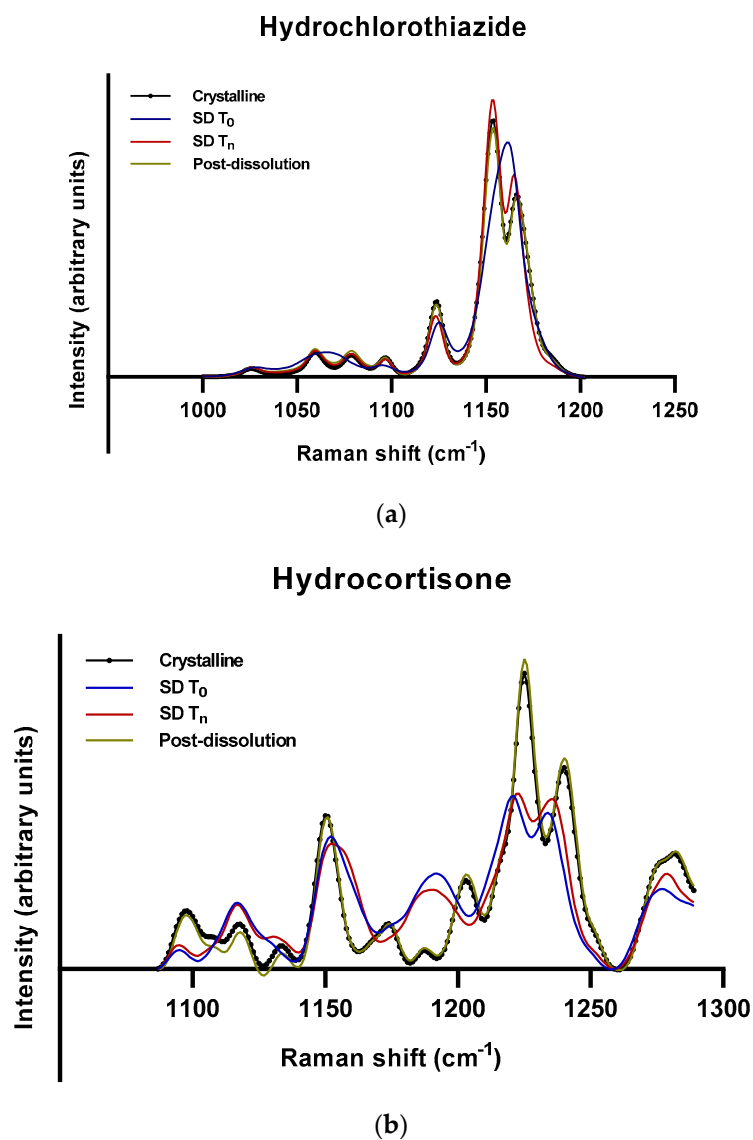 Hydrochlorothiazide
Crystalline
SD T0
SD Tn
Post-dissolution
Intensity (arbitrary units)
1000 1050 1100 1150 1200 1250
Raman shift (cm-1)
(a)
Hydrocortisone
Crystalline
SD T0
SD Tn
Post-dissolution
Intensity (arbitrary units)
1100 1150 1200 1250 1300
Raman shift (cm-1)
(b)